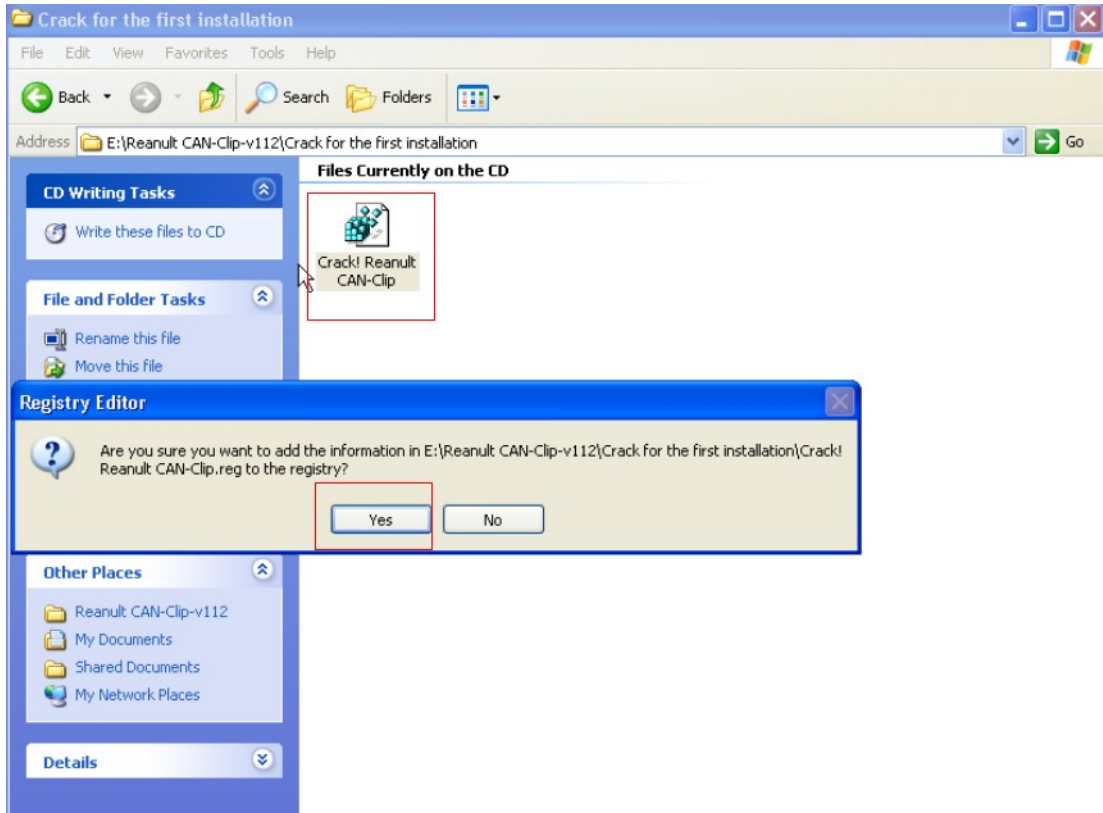 Crack for the first installation
File Edit View Favorites Tools Help
Back Search Folders
Address E:\Reanult CAN-Clip-v112\Crack for the first installation Go
Files Currently on the CD
CD Writing Tasks
Write these files to CD
Crack! Reanult
CAN-Clip
File and Folder Tasks
Rename this file
Move this file
Registry Editor
Are you sure you want to add the information in E:\Reanult CAN-Clip-v112\Crack for the first installation\Crack!
Reanult CAN-Clip.reg to the registry?
Yes No
Other Places
Reanult CAN-Clip-v112
My Documents
Shared Documents
My Network Places
Details